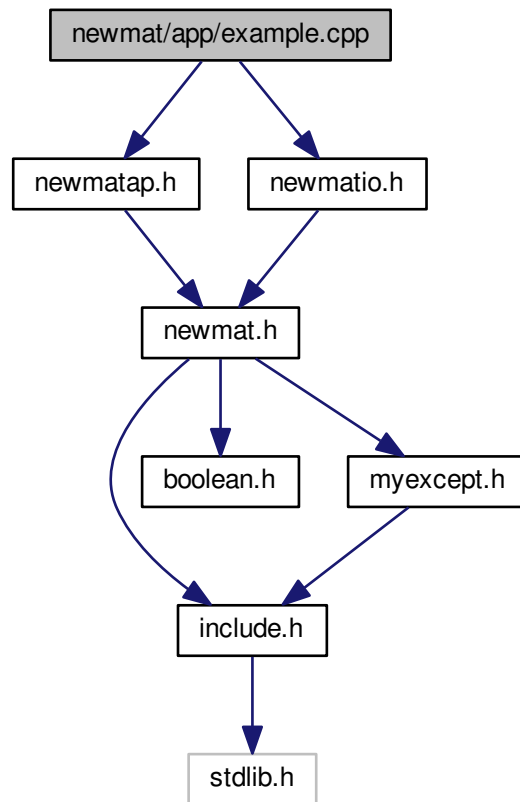 newmat/app/example.cpp
newmatap.h
newmatio.h
newmat.h
boolean.h
myexcept.h
include.h
stdlib.h